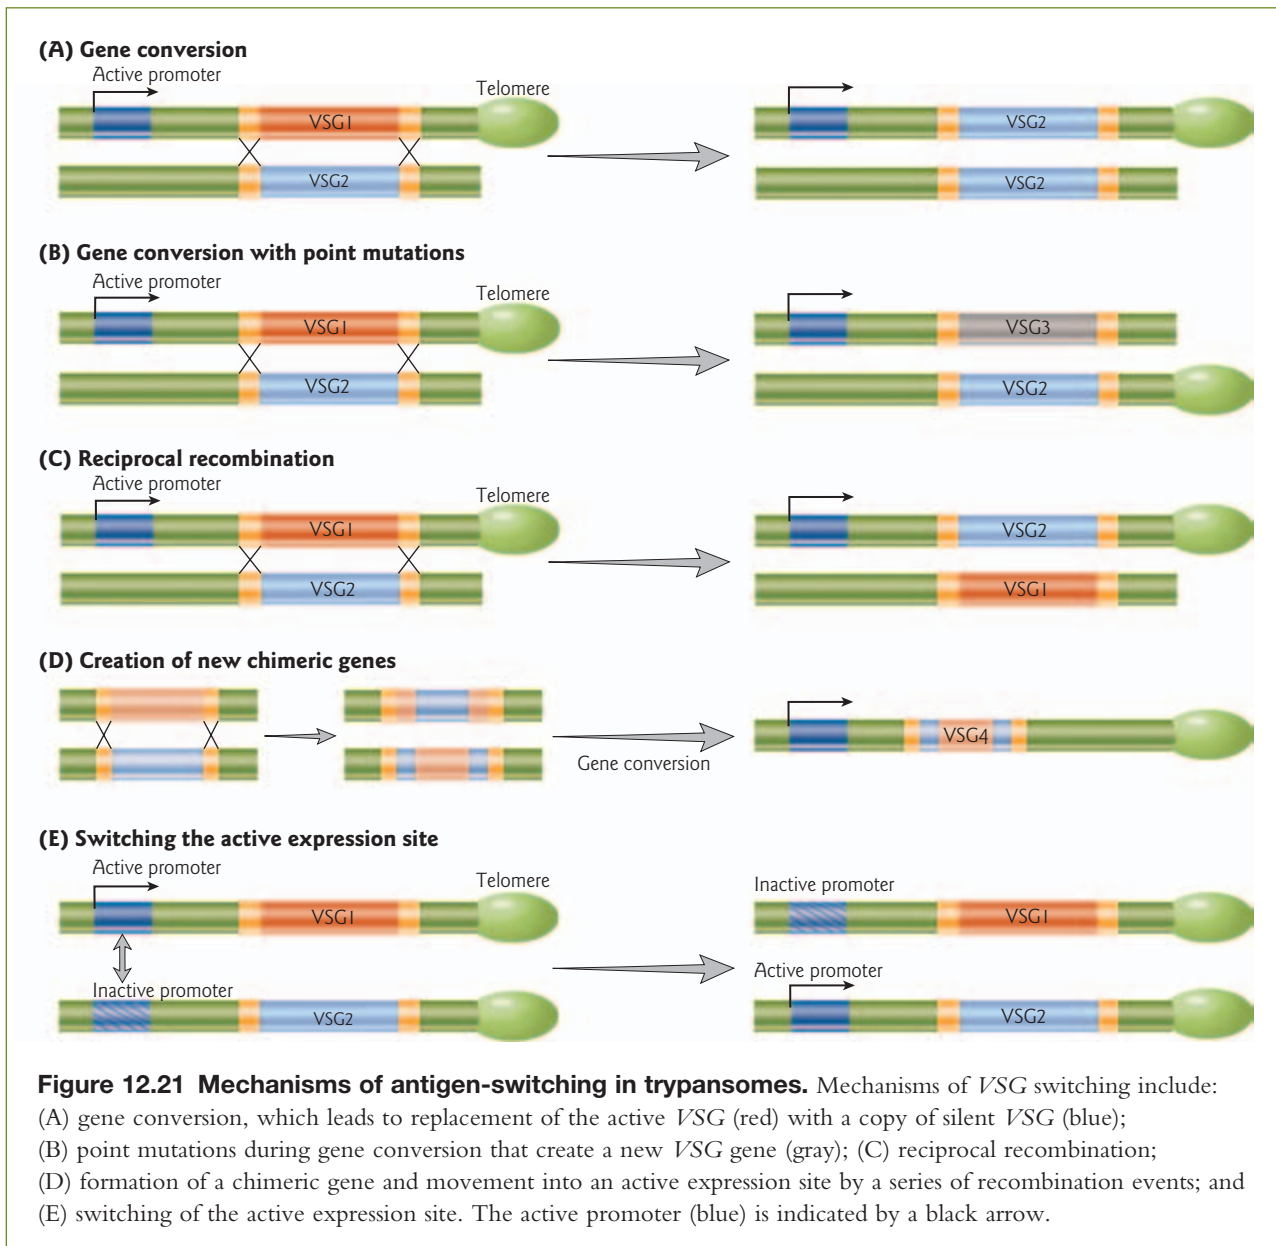 (A) Gene conversion
Active promoter
Telomere
VSG1
VSG2
VSG2
VSG2
(B) Gene conversion with point mutations
Active promoter
Telomere
VSG1
VSG3
VSG2
VSG2
(C) Reciprocal recombination
Active promoter
Telomere
VSG1
VSG2
VSG2
VSG1
(D) Creation of new chimeric genes
VSG4
Gene conversion
(E) Switching the active expression site
Active promoter
Telomere
Inactive promoter
VSG1
VSG1
Inactive promoter
Active promoter
VSG2
VSG2
Figure 12.21 Mechanisms of antigen-switching in trypansomes. Mechanisms of VSG switching include:
(A) gene conversion, which leads to replacement of the active VSG (red) with a copy of silent VSG (blue);
(B) point mutations during gene conversion that create a new VSG gene (gray); (C) reciprocal recombination;
(D) formation of a chimeric gene and movement into an active expression site by a series of recombination events; and
(E) switching of the active expression site. The active promoter (blue) is indicated by a black arrow.